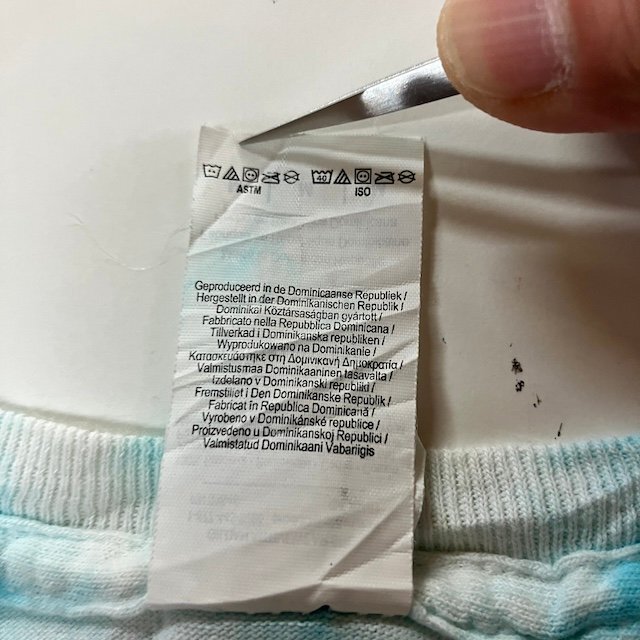 40
ASTM ISO
Geproduceerd in de Dominicaanse Republiek /
Hergestellt in der Dominikanischen Republik /
Dominikai Köztársaságban gyártott /
Fabbricato nella Repubblica Dominicana /
Tillverkad i Dominikanska republiken /
Wyprodukowano na Dominikanie /
Κατασκευάστηκε στη Δομινικανή Δημοκρατία /
Valmistusmaa Dominikaaninen tasavalta /
Izdelano v Dominikanski republiki /
Fremstillet i Den Dominikanske Republik /
Fabricat în Republica Dominicană /
Vyrobeno v Dominikánské republice /
Proizvedeno u Dominikanskoj Republici /
Valmistatud Dominikaani Vabariigis